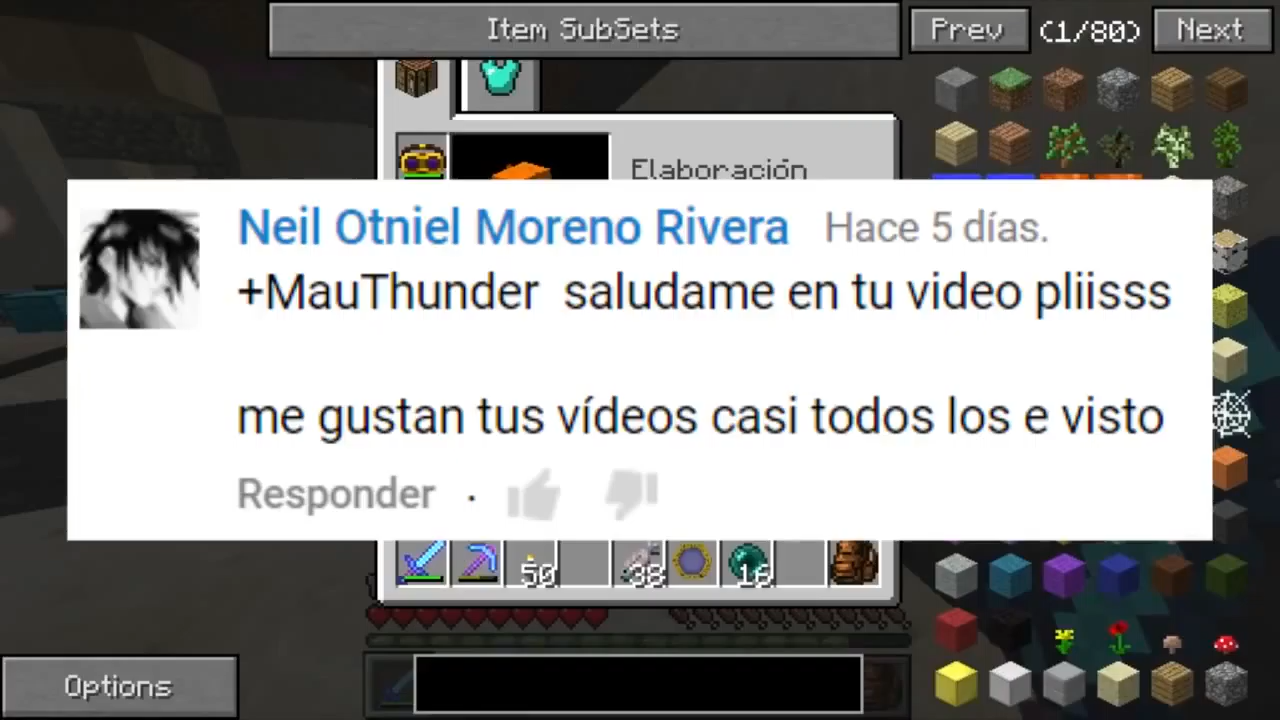 Item SubSets
Prev (1/80) Next
Elaboración
Neil Otniel Moreno Rivera Hace 5 días.
+MauThunder saludame en tu video pliisss
me gustan tus vídeos casi todos los e visto
Responder ·
50 38 16
Options